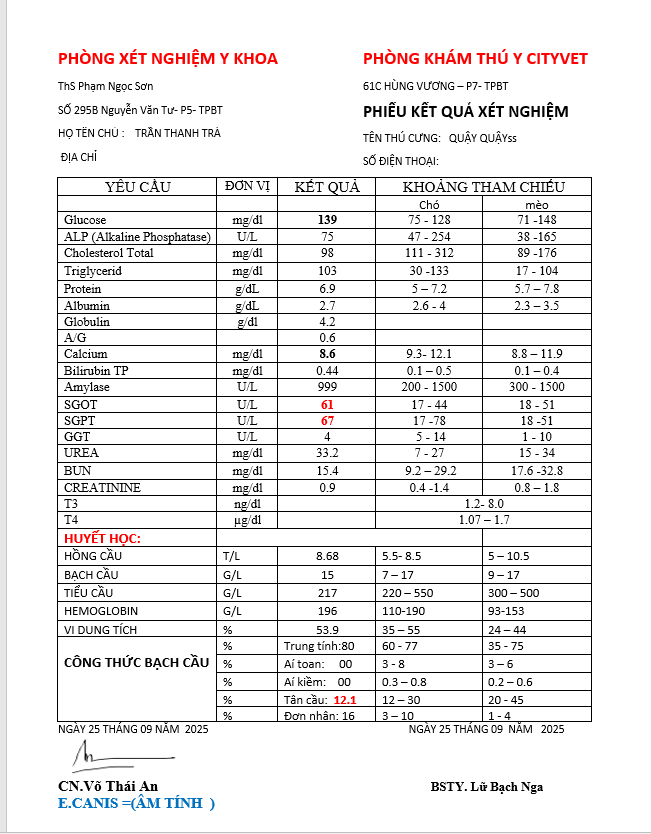 PHÒNG XÉT NGHIỆM Y KHOA PHÒNG KHÁM THÚ Y CITYVET
ThS Phạm Ngọc Sơn 61C HÙNG VƯƠNG – P7- TPBT
SỐ 295B Nguyễn Văn Tư- P5- TPBT PHIẾU KẾT QUẢ XÉT NGHIỆM
HỌ TÊN CHỦ : TRẦN THANH TRÀ TÊN THÚ CƯNG: QUẬY QUẬYss
ĐỊA CHỈ SỐ ĐIỆN THOẠI:
YÊU CẦU ĐƠN VỊ KẾT QUẢ KHOẢNG THAM CHIẾU
Chó mèo
Glucose mg/dl 139 75 - 128 71 -148
ALP (Alkaline Phosphatase) U/L 75 47 - 254 38 -165
Cholesterol Total mg/dl 98 111 - 312 89 -176
Triglycerid mg/dl 103 30 -133 17 - 104
Protein g/dL 6.9 5 – 7.2 5.7 – 7.8
Albumin g/dL 2.7 2.6 - 4 2.3 – 3.5
Globulin g/dl 4.2
A/G 0.6
Calcium mg/dl 8.6 9.3- 12.1 8.8 – 11.9
Bilirubin TP mg/dl 0.44 0.1 – 0.5 0.1 – 0.4
Amylase U/L 999 200 - 1500 300 - 1500
SGOT U/L 61 17 - 44 18 - 51
SGPT U/L 67 17 -78 18 -51
GGT U/L 4 5 - 14 1 - 10
UREA mg/dl 33.2 7 - 27 15 - 34
BUN mg/dl 15.4 9.2 – 29.2 17.6 -32.8
CREATININE mg/dl 0.9 0.4 -1.4 0.8 – 1.8
T3 ng/dl 1.2- 8.0
T4 µg/dl 1.07 – 1.7
HUYẾT HỌC:
HỒNG CẦU T/L 8.68 5.5- 8.5 5 – 10.5
BẠCH CẦU G/L 15 7 – 17 9 – 17
TIỂU CẦU G/L 217 220 – 550 300 – 500
HEMOGLOBIN G/L 196 110-190 93-153
VI DUNG TÍCH % 53.9 35 – 55 24 – 44
CÔNG THỨC BẠCH CẦU % Trung tính:80 60 - 77 35 - 75
% Aí toan: 00 3 - 8 3 – 6
% Aí kiềm: 00 0.3 – 0.8 0.2 – 0.6
% Tân cầu: 12.1 12 – 30 20 - 45
% Đơn nhân: 16 3 – 10 1 - 4
NGÀY 25 THÁNG 09 NĂM 2025 NGÀY 25 THÁNG 09 NĂM 2025
CN.Võ Thái An BSTY. Lữ Bạch Nga
E.CANIS =(ÂM TÍNH )